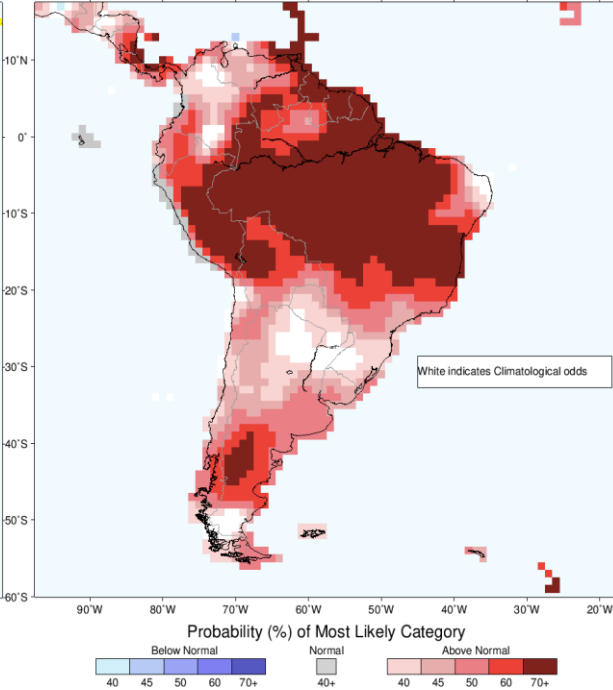 10˚N
0˚
10˚S
20˚S
30˚S
40˚S
50˚S
60˚S
White indicates Climatological odds
90˚W 80˚W 70˚W 60˚W 50˚W 40˚W 30˚W 20˚W
Probability (%) of Most Likely Category
Below Normal Normal Above Normal
40 45 50 60 70+ 40+ 40 45 50 60 70+